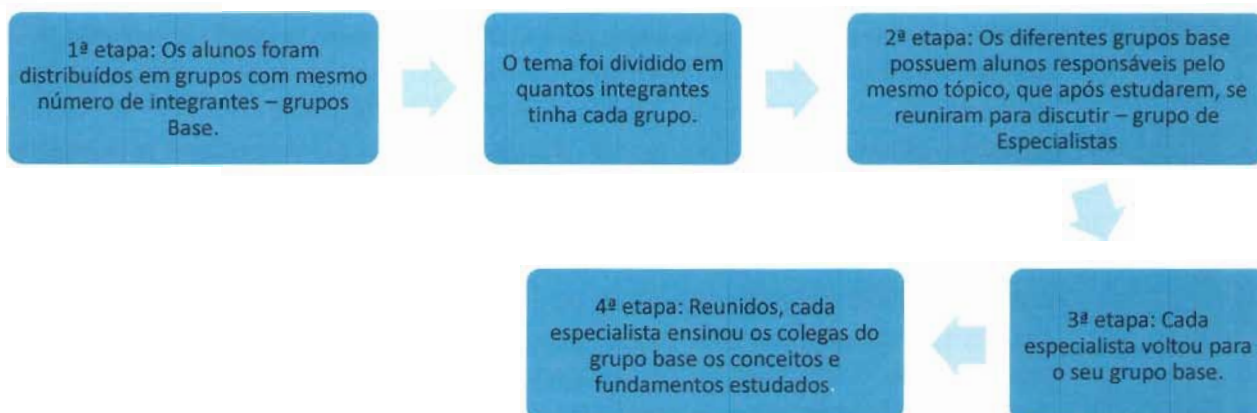 1ª etapa: Os alunos foram
distribuídos em grupos com mesmo
número de integrantes – grupos
Base.
O tema foi dividido em
quantos integrantes
tinha cada grupo.
2ª etapa: Os diferentes grupos base
possuem alunos responsáveis pelo
mesmo tópico, que após estudarem, se
reuniram para discutir – grupo de
Especialistas
3ª etapa: Cada
especialista voltou para
o seu grupo base.
4ª etapa: Reunidos, cada
especialista ensinou os colegas do
grupo base os conceitos e
fundamentos estudados.